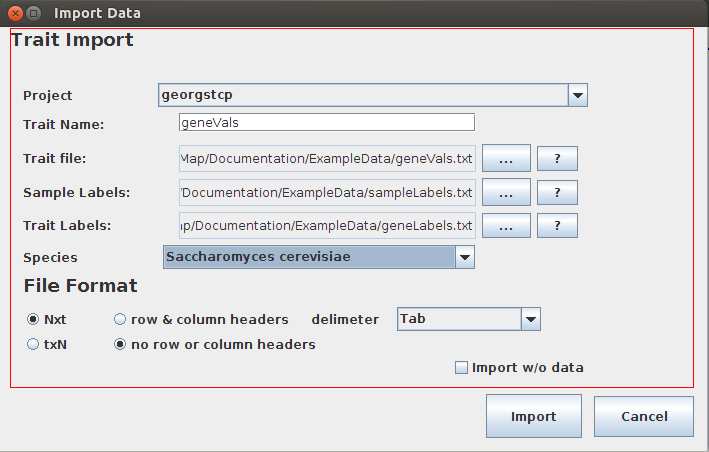 Import Data
Trait Import
Project georgstcp
Trait Name: geneVals
Trait file: Map/Documentation/ExampleData/geneVals.txt ... ?
Sample Labels: /Documentation/ExampleData/sampleLabels.txt ... ?
Trait Labels: ap/Documentation/ExampleData/geneLabels.txt ... ?
Species Saccharomyces cerevisiae
File Format
Nxt row & column headers delimeter Tab
txN no row or column headers
Import w/o data
Import Cancel